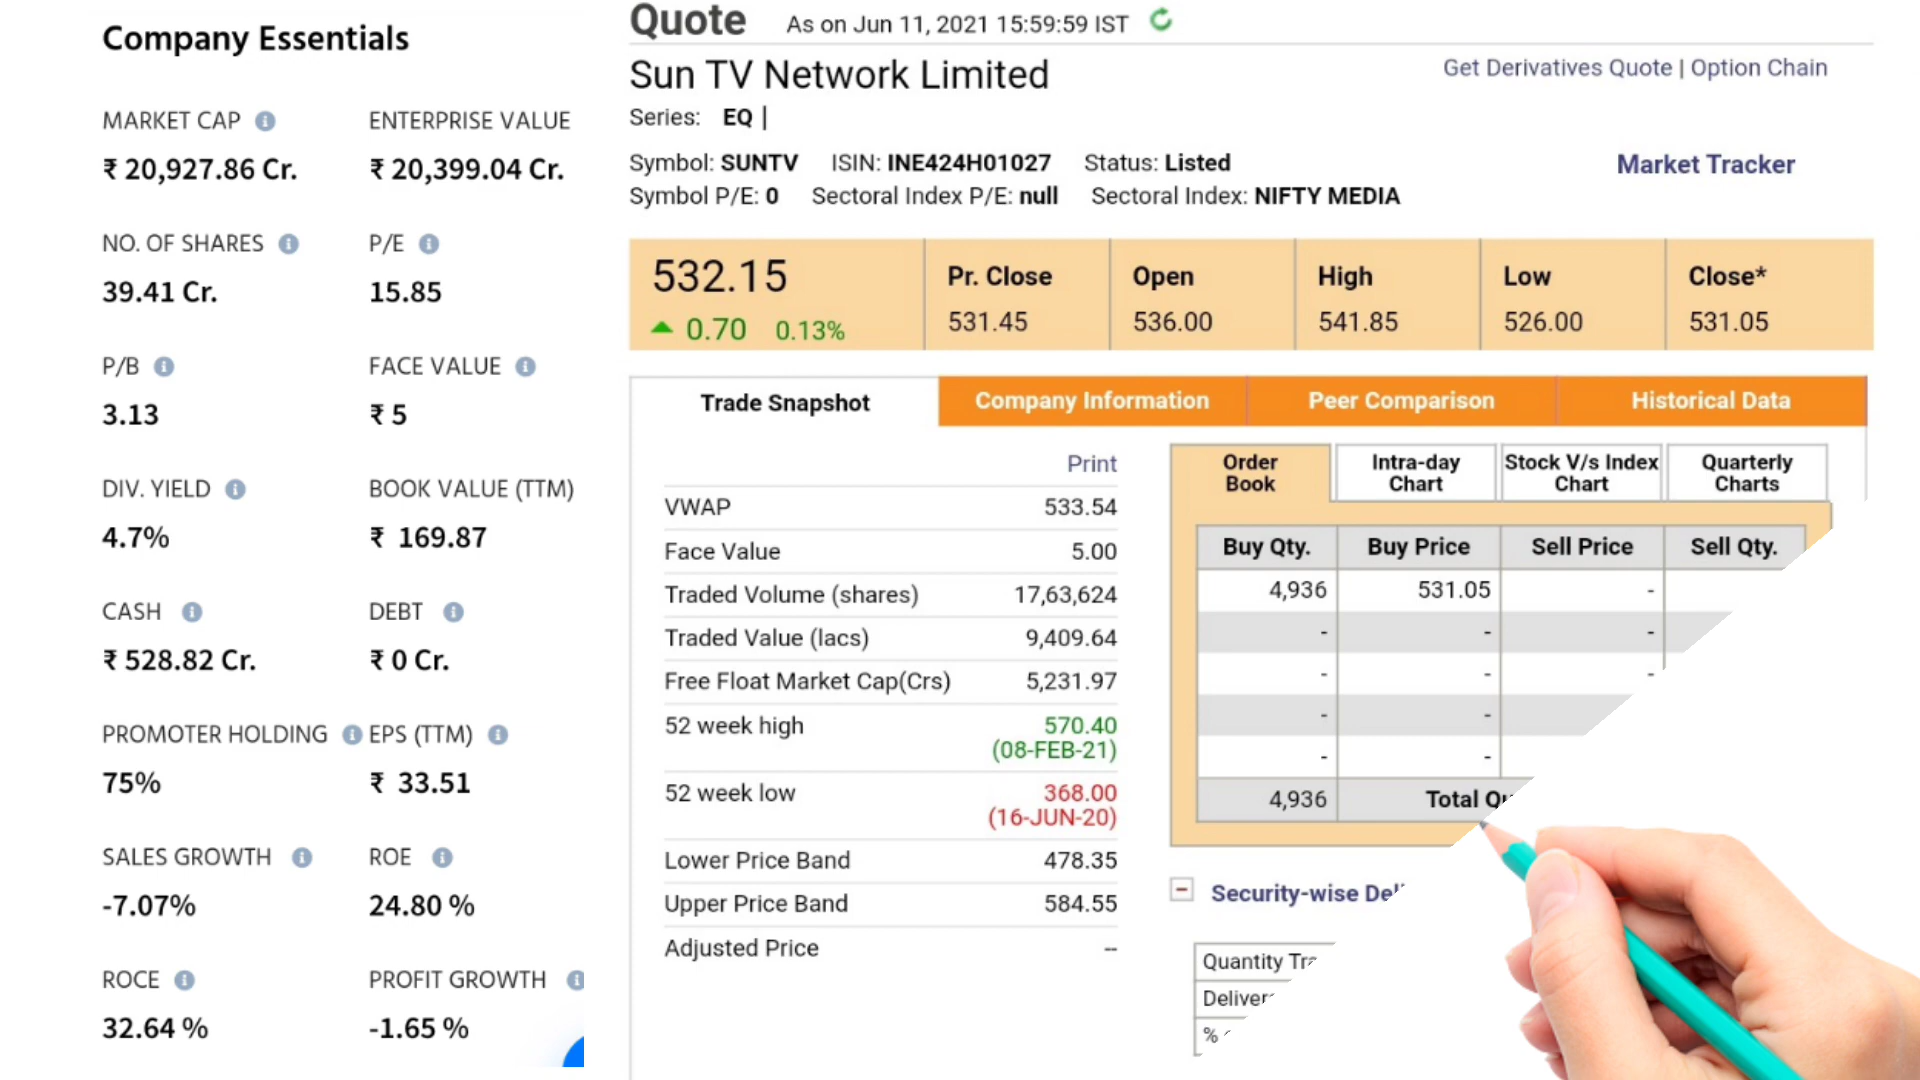 Company Essentials
MARKET CAP
ENTERPRISE VALUE
₹ 20,927.86 Cr.
₹ 20,399.04 Cr.
NO. OF SHARES
P/E
39.41 Cr.
15.85
P/B
FACE VALUE
3.13
₹ 5
DIV. YIELD
BOOK VALUE (TTM)
4.7%
₹ 169.87
CASH
DEBT
₹ 528.82 Cr.
₹ 0 Cr.
PROMOTER HOLDING
EPS (TTM)
75%
₹ 33.51
SALES GROWTH
ROE
-7.07%
24.80 %
ROCE
PROFIT GROWTH
32.64 %
-1.65 %
Quote As on Jun 11, 2021 15:59:59 IST
Sun TV Network Limited
Get Derivatives Quote | Option Chain
Series: EQ |
Symbol: SUNTV ISIN: INE424H01027 Status: Listed
Market Tracker
Symbol P/E: 0 Sectoral Index P/E: null Sectoral Index: NIFTY MEDIA
532.15
0.70 0.13%
Pr. Close
531.45
Open
536.00
High
541.85
Low
526.00
Close*
531.05
Trade Snapshot
Company Information
Peer Comparison
Historical Data
Print
VWAP 533.54
Face Value 5.00
Traded Volume (shares) 17,63,624
Traded Value (lacs) 9,409.64
Free Float Market Cap(Crs) 5,231.97
52 week high 570.40
(08-FEB-21)
52 week low 368.00
(16-JUN-20)
Lower Price Band 478.35
Upper Price Band 584.55
Adjusted Price --
Order
Book
Intra-day
Chart
Stock V/s Index
Chart
Quarterly
Charts
Buy Qty. Buy Price Sell Price Sell Qty.
4,936 531.05 -
- - -
- - -
- -
- -
4,936 Total
Security-wise
Quantity
%